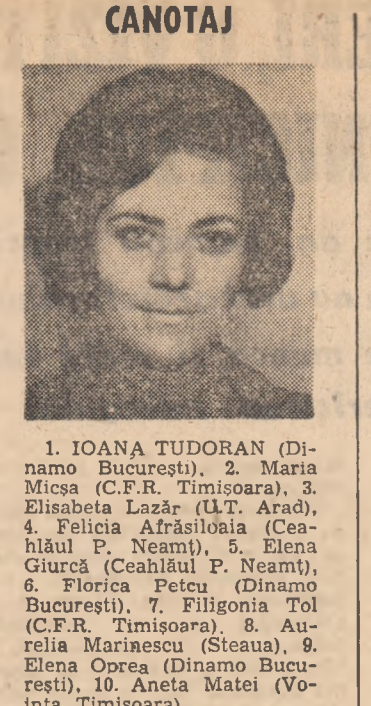 CANOTAJ
1. IOANA TUDORAN (Di-
namo București), 2. Maria
Micșa (C.F.R. Timișoara), 3.
Elisabeta Lazăr (U.T. Arad),
4. Felicia Afrăsiloaia (Cea-
hlăul P. Neamț), 5. Elena
Giurcă (Ceahlăul P. Neamț),
6. Florica Petcu (Dinamo
București), 7. Filigonia Tol
(C.F.R. Timișoara), 8. Au-
relia Marinescu (Steaua), 9.
Elena Oprea (Dinamo Bucu-
rești), 10. Aneta Matei (Vo-
ința Timișoara)